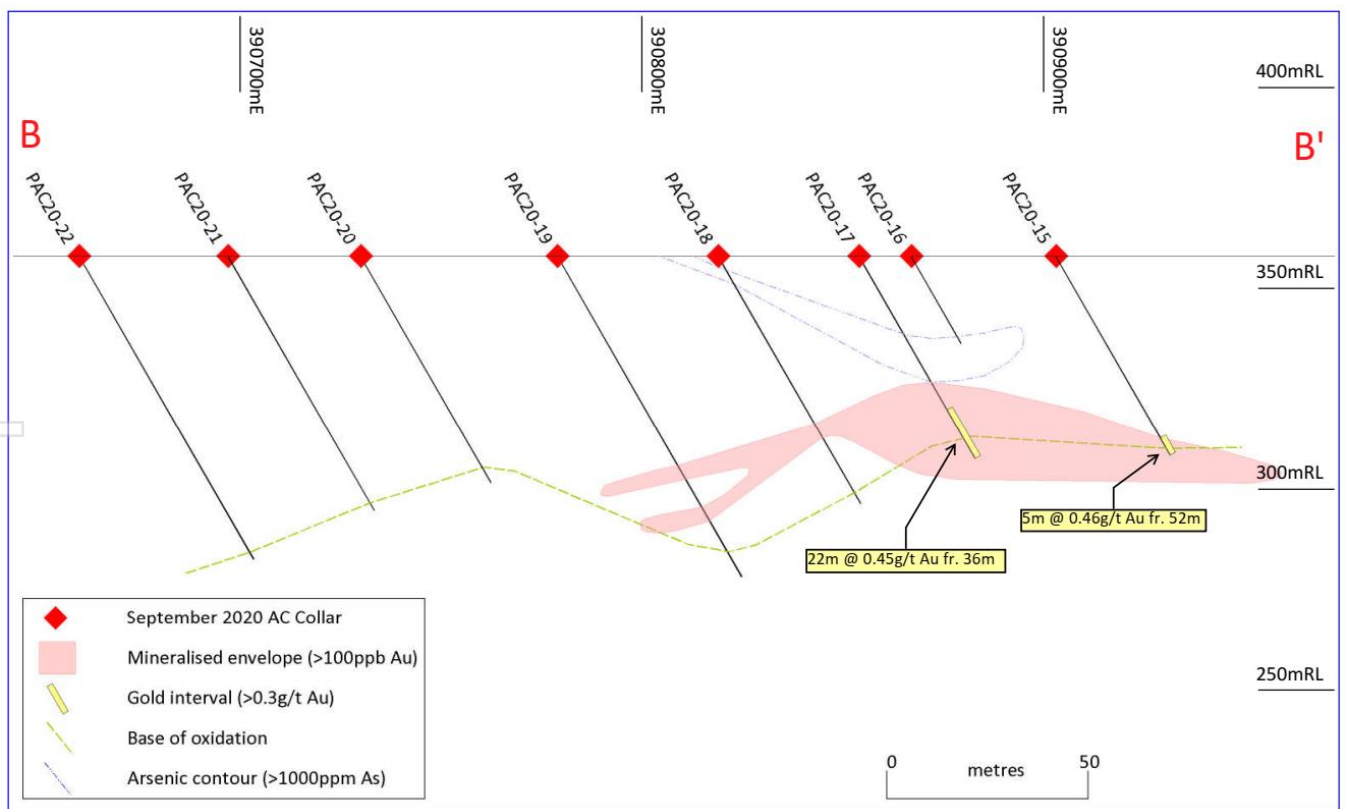 390700mE
390800mE
390900mE
400mRL
B
B'
PAC20-22
PAC20-21
PAC20-20
PAC20-19
PAC20-18
PAC20-17
PAC20-16
PAC20-15
350mRL
300mRL
5m @ 0.46g/t Au fr. 52m
22m @ 0.45g/t Au fr. 36m
250mRL
September 2020 AC Collar
Mineralised envelope (>100ppb Au)
Gold interval (>0.3g/t Au)
Base of oxidation
Arsenic contour (>1000ppm As)
0 metres 50